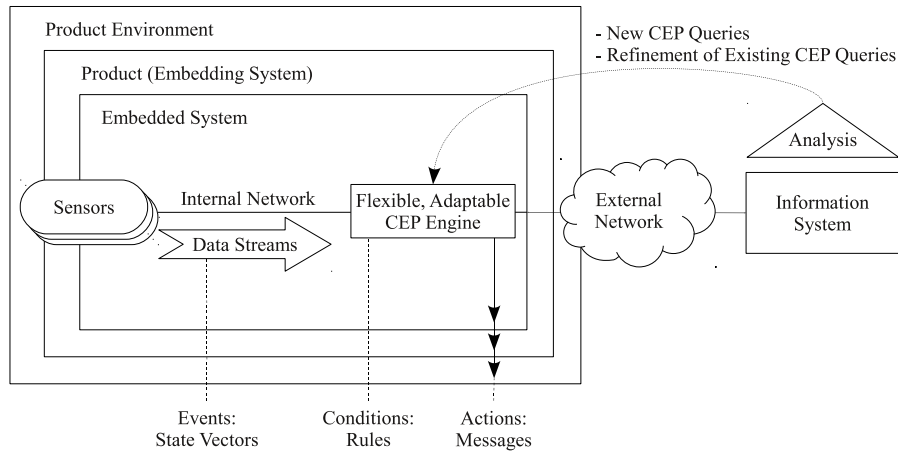 Product Environment
- New CEP Queries
- Refinement of Existing CEP Queries
Product (Embedding System)
Embedded System
Analysis
Sensors
Internal Network
Data Streams
Flexible, Adaptable
CEP Engine
External
Network
Information
System
Events:
State Vectors
Conditions:
Rules
Actions:
Messages